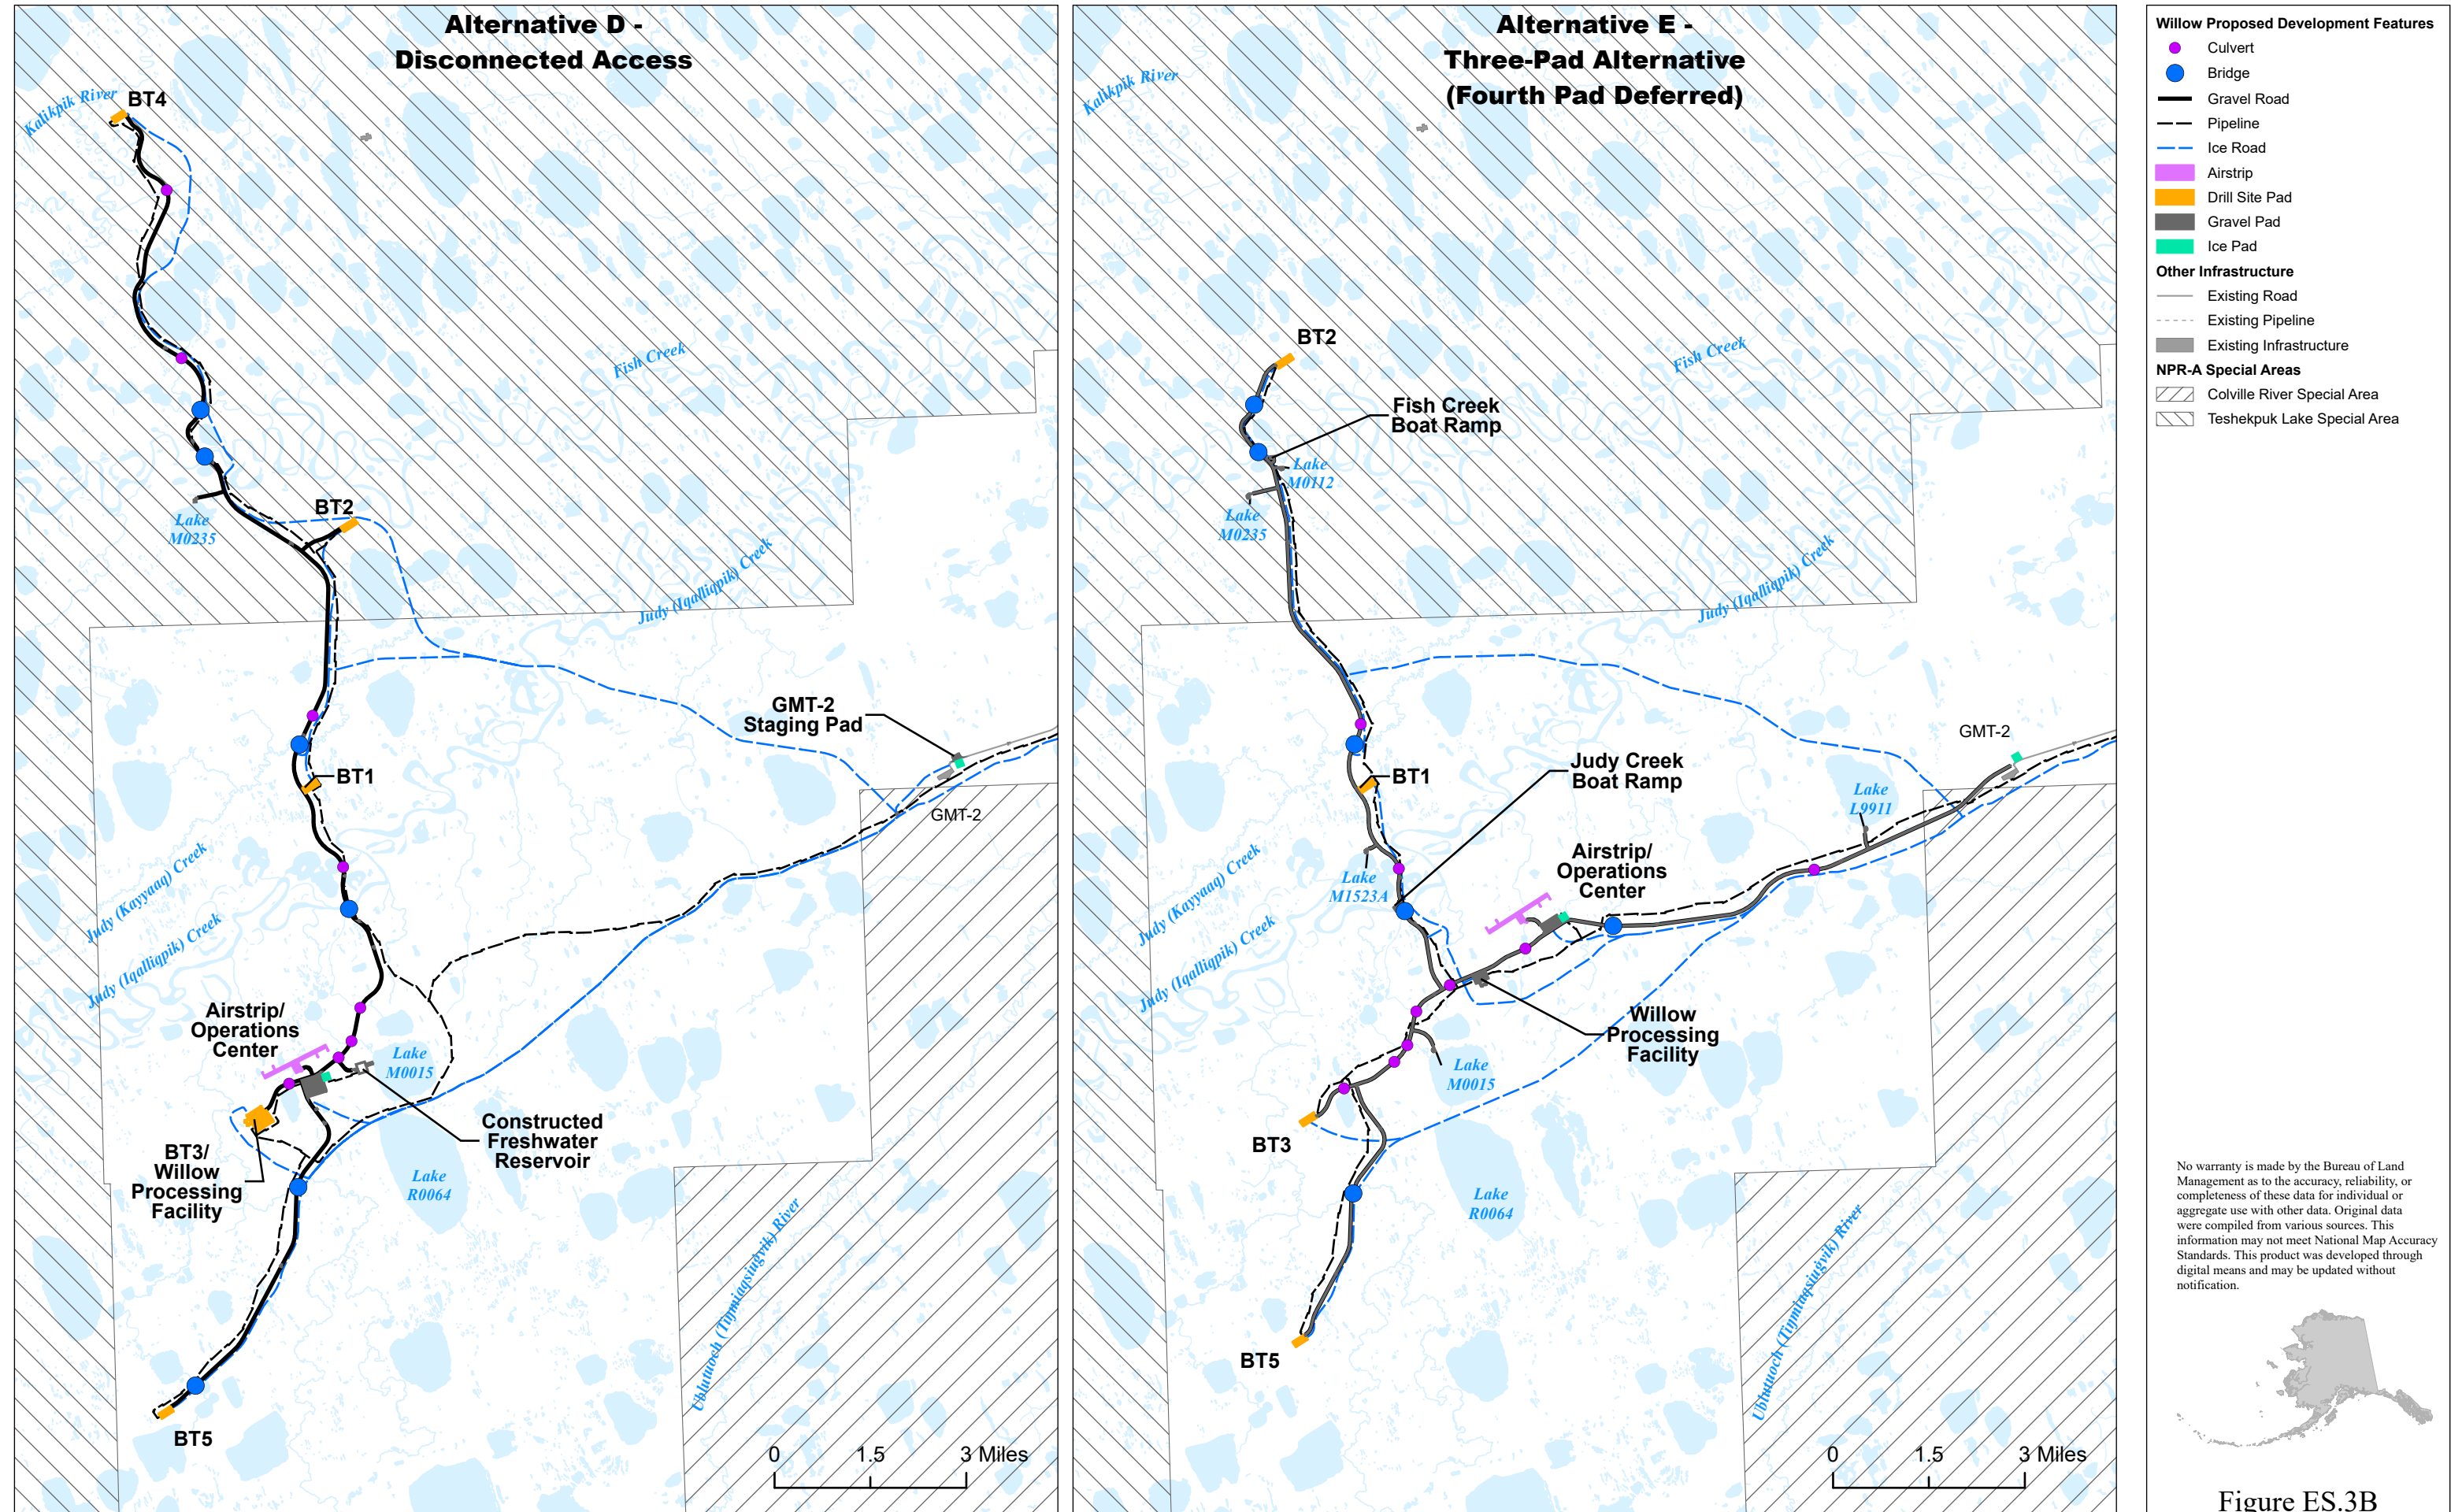 Alternative D -
Disconnected Access
Kalikpik River
BT4
Fish Creek
BT2
Lake
M0235
Judy (Iqalliqpik) Creek
GMT-2
Staging Pad
BT1
GMT-2
Judy (Kayyaaq) Creek
Judy (Iqalliqpik) Creek
Airstrip/
Operations
Center
Lake
M0015
Constructed
Freshwater
Reservoir
BT3/
Willow
Processing
Facility
Lake
R0064
Ublutuoch (Tiŋmiaqsiuġvik) River
BT5
0 1.5 3 Miles
Alternative E -
Three-Pad Alternative
(Fourth Pad Deferred)
Kalikpik River
BT2
Fish Creek
Fish Creek
Boat Ramp
Lake
M0112
Lake
M0235
Judy (Iqalliqpik) Creek
GMT-2
Judy Creek
Boat Ramp
BT1
Lake
L9911
Airstrip/
Operations
Center
Lake
M1523A
Judy (Kayyaaq) Creek
Judy (Iqalliqpik) Creek
Willow
Processing
Facility
Lake
M0015
BT3
Lake
R0064
Ublutuoch (Tiŋmiaqsiuġvik) River
BT5
0 1.5 3 Miles
Willow Proposed Development Features
Culvert
Bridge
Gravel Road
Pipeline
Ice Road
Airstrip
Drill Site Pad
Gravel Pad
Ice Pad
Other Infrastructure
Existing Road
Existing Pipeline
Existing Infrastructure
NPR-A Special Areas
Colville River Special Area
Teshekpuk Lake Special Area
No warranty is made by the Bureau of Land
Management as to the accuracy, reliability, or
completeness of these data for individual or
aggregate use with other data. Original data
were compiled from various sources. This
information may not meet National Map Accuracy
Standards. This product was developed through
digital means and may be updated without
notification.
Figure ES.3B